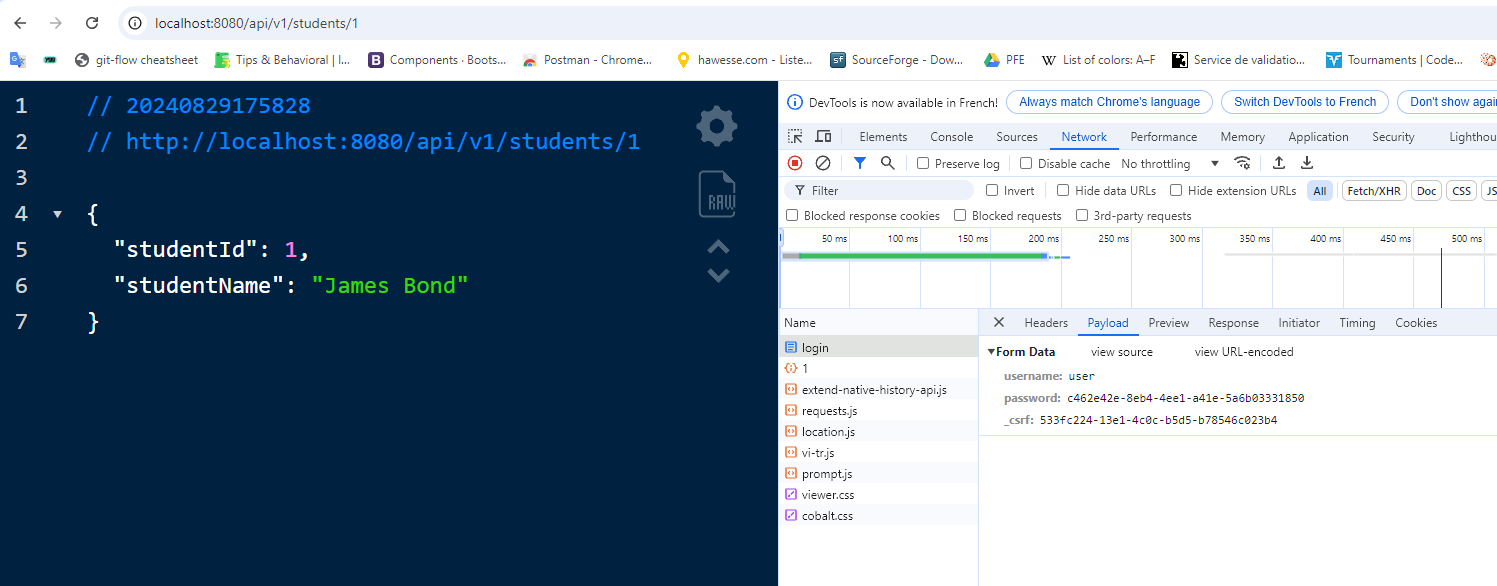 localhost:8080/api/v1/students/1
git-flow cheatsheet
Tips & Behavioral | I...
B Components · Boots...
Postman - Chrome...
hawesse.com - Liste...
SF SourceForge - Dow...
PFE
W List of colors: A–F
Service de validatio...
Tournaments | Code...
1 // 20240829175828
2 // http://localhost:8080/api/v1/students/1
3
4 {
5 "studentId": 1,
6 "studentName": "James Bond"
7 }
RAW
DevTools is now available in French! Always match Chrome's language Switch DevTools to French Don't show again
Elements Console Sources Network Performance Memory Application Security Lighthou
Preserve log Disable cache No throttling
Filter Invert Hide data URLs Hide extension URLs All Fetch/XHR Doc CSS JS
Blocked response cookies Blocked requests 3rd-party requests
50 ms 100 ms 150 ms 200 ms 250 ms 300 ms 350 ms 400 ms 450 ms 500 ms
Name
login
1
extend-native-history-api.js
requests.js
location.js
vi-tr.js
prompt.js
viewer.css
cobalt.css
Headers Payload Preview Response Initiator Timing Cookies
Form Data view source view URL-encoded
username: user
password: c462e42e-8eb4-4ee1-a41e-5a6b03331850
_csrf: 533fc224-13e1-4c0c-b5d5-b78546c023b4